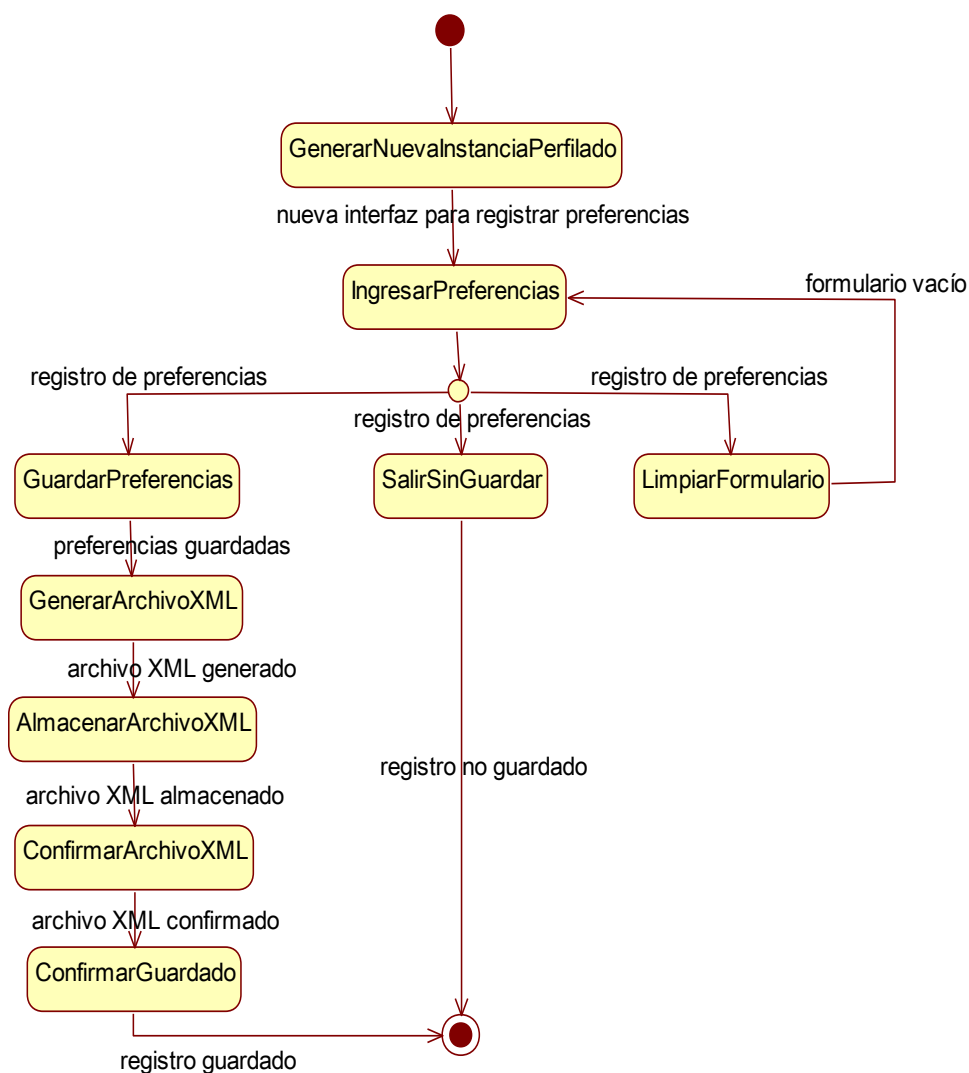 GenerarNuevaInstanciaPerfilado
nueva interfaz para registrar preferencias
IngresarPreferencias
formulario vacío
registro de preferencias
registro de preferencias
registro de preferencias
GuardarPreferencias
SalirSinGuardar
LimpiarFormulario
preferencias guardadas
GenerarArchivoXML
archivo XML generado
AlmacenarArchivoXML
registro no guardado
archivo XML almacenado
ConfirmarArchivoXML
archivo XML confirmado
ConfirmarGuardado
registro guardado